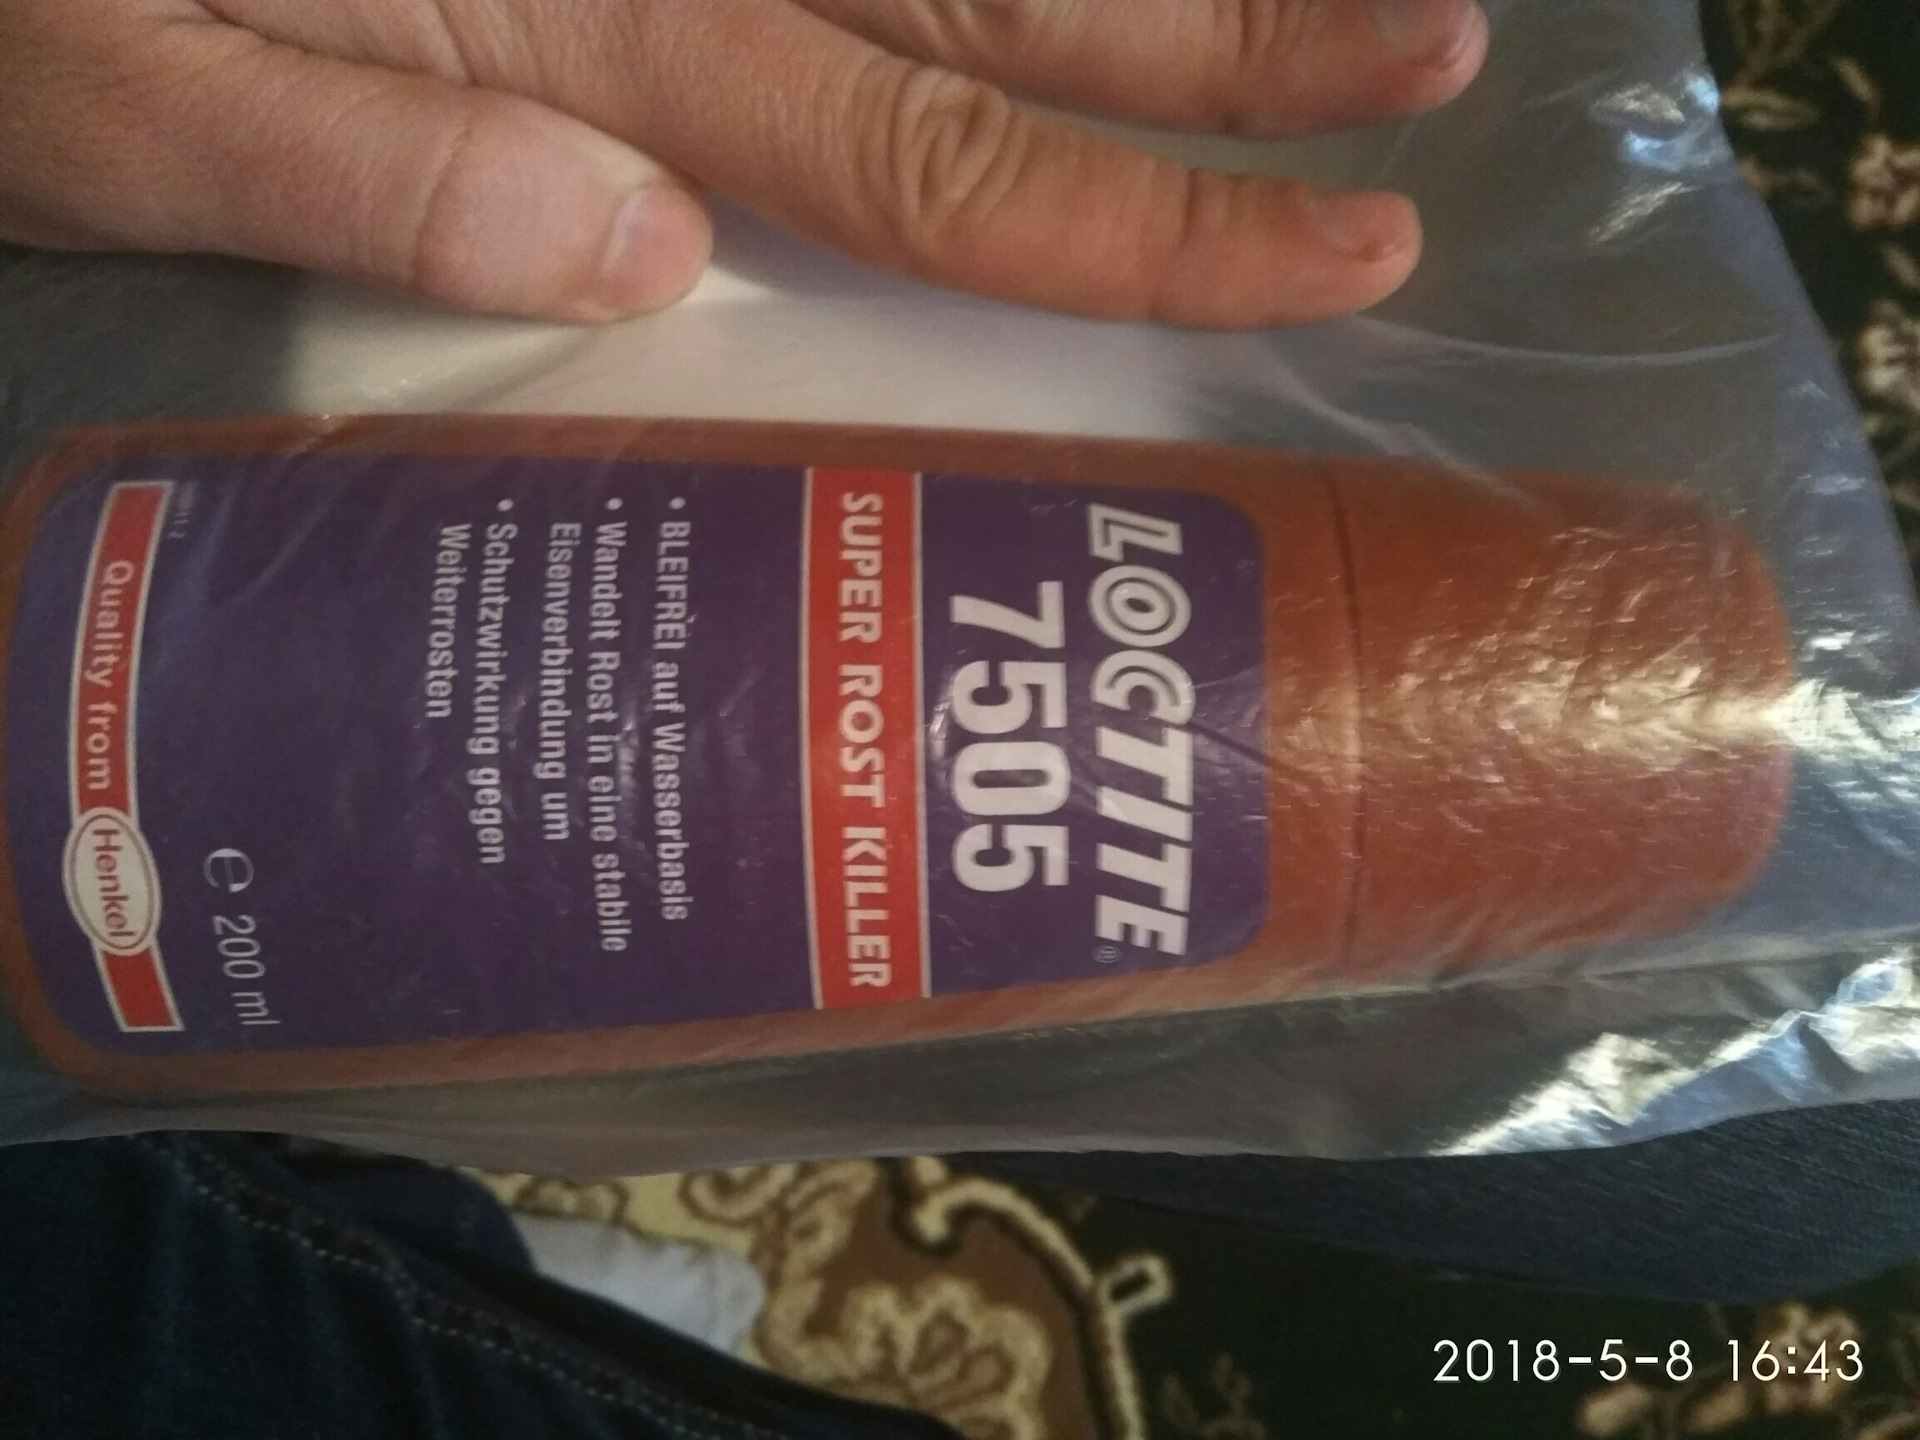 LOCTITE®
7505
SUPER ROST KILLER
• BLEIFREI auf Wasserbasis
• Wandelt Rost in eine stabile
Eisenverbindung um
• Schutzwirkung gegen
Weiterrosten
e 200 ml
Quality from Henkel
2018-5-8 16:43